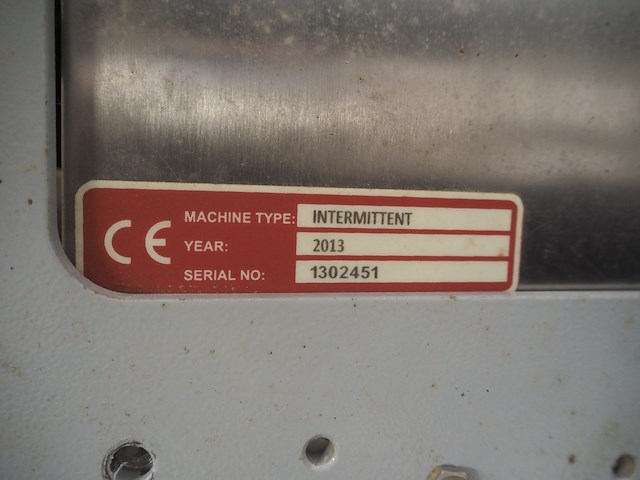 CE
MACHINE TYPE: INTERMITTENT
YEAR: 2013
SERIAL NO: 1302451